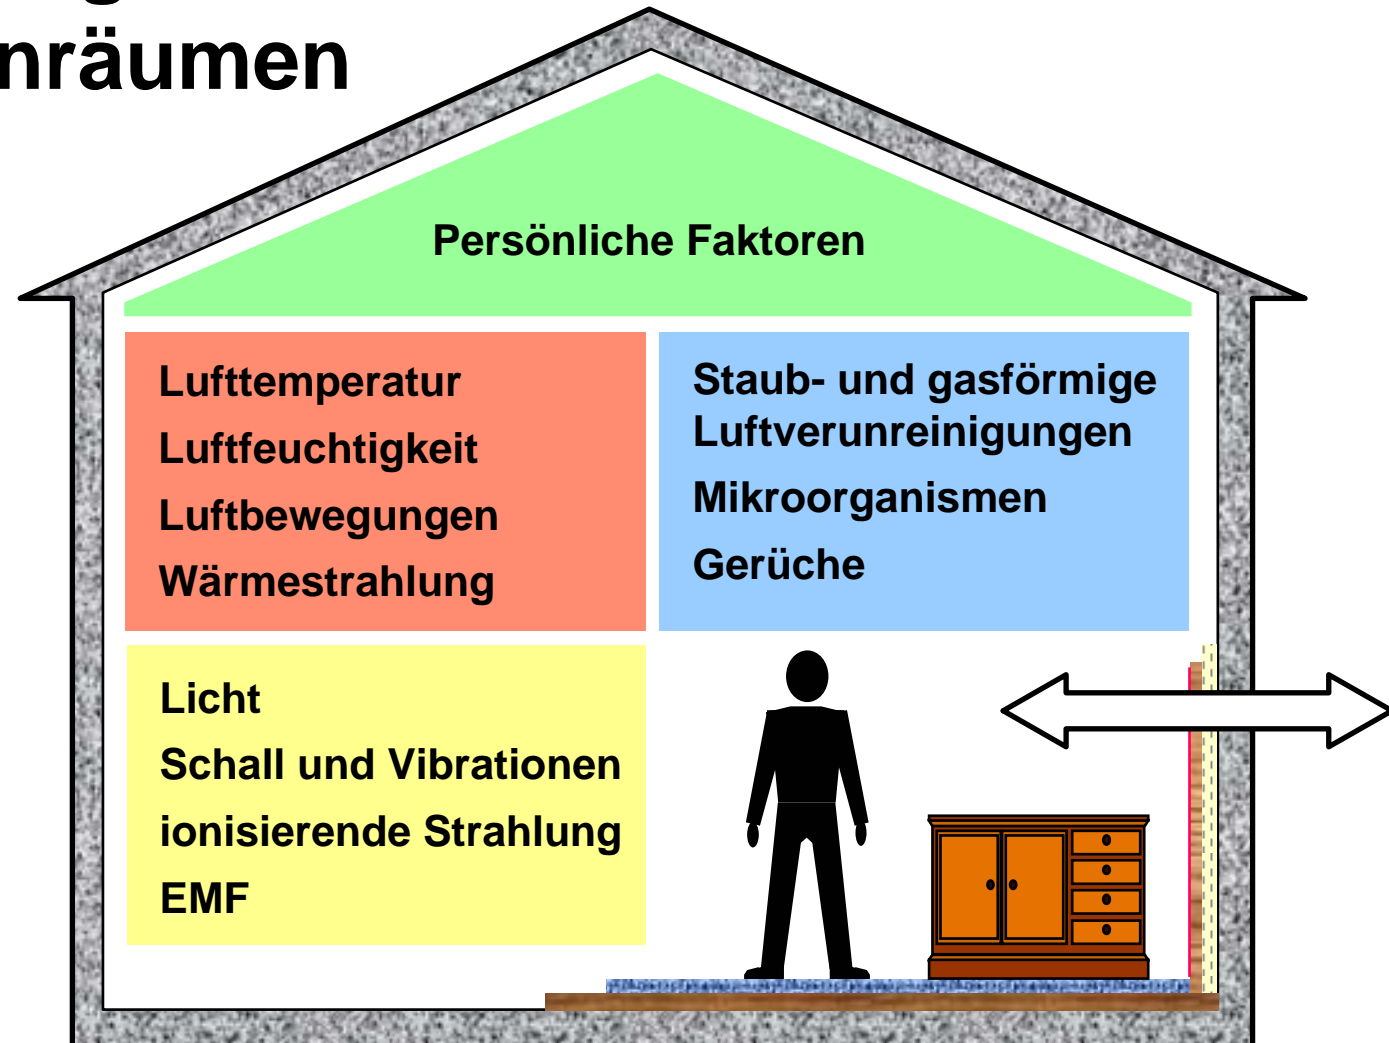 nräumen
Persönliche Faktoren
Lufttemperatur
Luftfeuchtigkeit
Luftbewegungen
Wärmestrahlung
Staub- und gasförmige
Luftverunreinigungen
Mikroorganismen
Gerüche
Licht
Schall und Vibrationen
ionisierende Strahlung
EMF